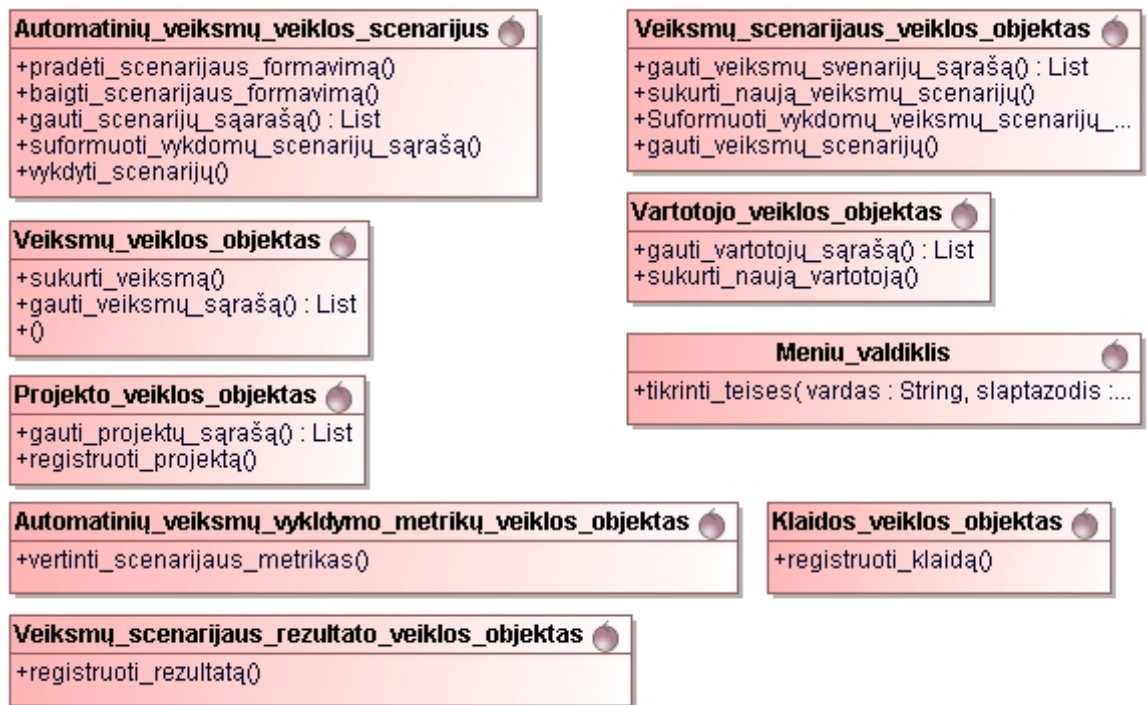 Automatinių_veiksmų_veiklos_scenarijus
+pradėti_scenarijaus_formavimą()
+baigti_scenarijaus_formavimą()
+gauti_scenarijų_sąarašą() : List
+suformuoti_vykdomų_scenarijų_sąrašą()
+vykdyti_scenarijų()
Veiksmų_scenarijaus_veiklos_objektas
+gauti_veiksmų_svenarijų_sąrašą() : List
+sukurti_naują_veiksmų_scenarijų()
+Suformuoti_vykdomų_veiksmų_scenarijų_...
+gauti_veiksmų_scenarijų()
Veiksmų_veiklos_objektas
+sukurti_veiksmą()
+gauti_veiksmų_sąrašą() : List
+()
Vartotojo_veiklos_objektas
+gauti_vartotojų_sąrašą() : List
+sukurti_naują_vartotoją()
Meniu_valdiklis
+tikrinti_teises( vardas : String, slaptazodis :...
Projekto_veiklos_objektas
+gauti_projektų_sąrašą() : List
+registruoti_projektą()
Automatinių_veiksmų_vykldymo_metrikų_veiklos_objektas
+vertinti_scenarijaus_metrikas()
Klaidos_veiklos_objektas
+registruoti_klaidą()
Veiksmų_scenarijaus_rezultato_veiklos_objektas
+registruoti_rezultatą()